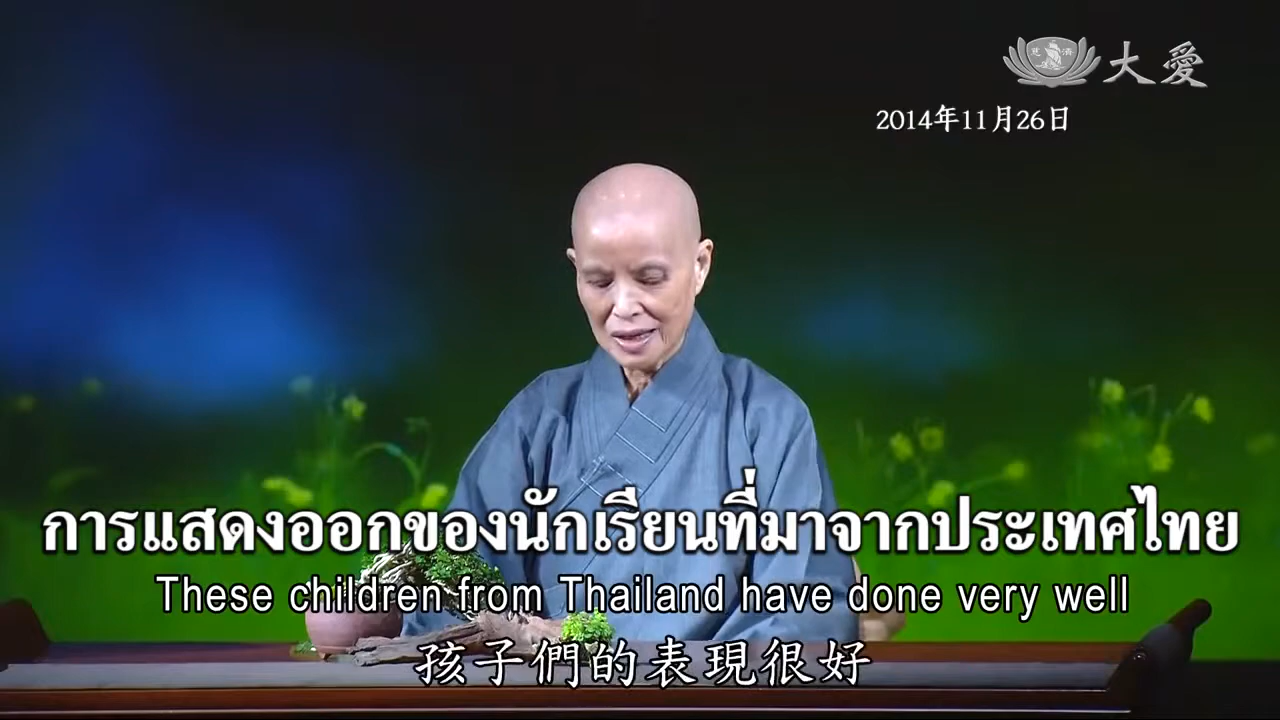 慈濟
大愛
2014年11月26日
การแสดงออกของนักเรียนที่มาจากประเทศไทย
These children from Thailand have done very well
孩子們的表現很好